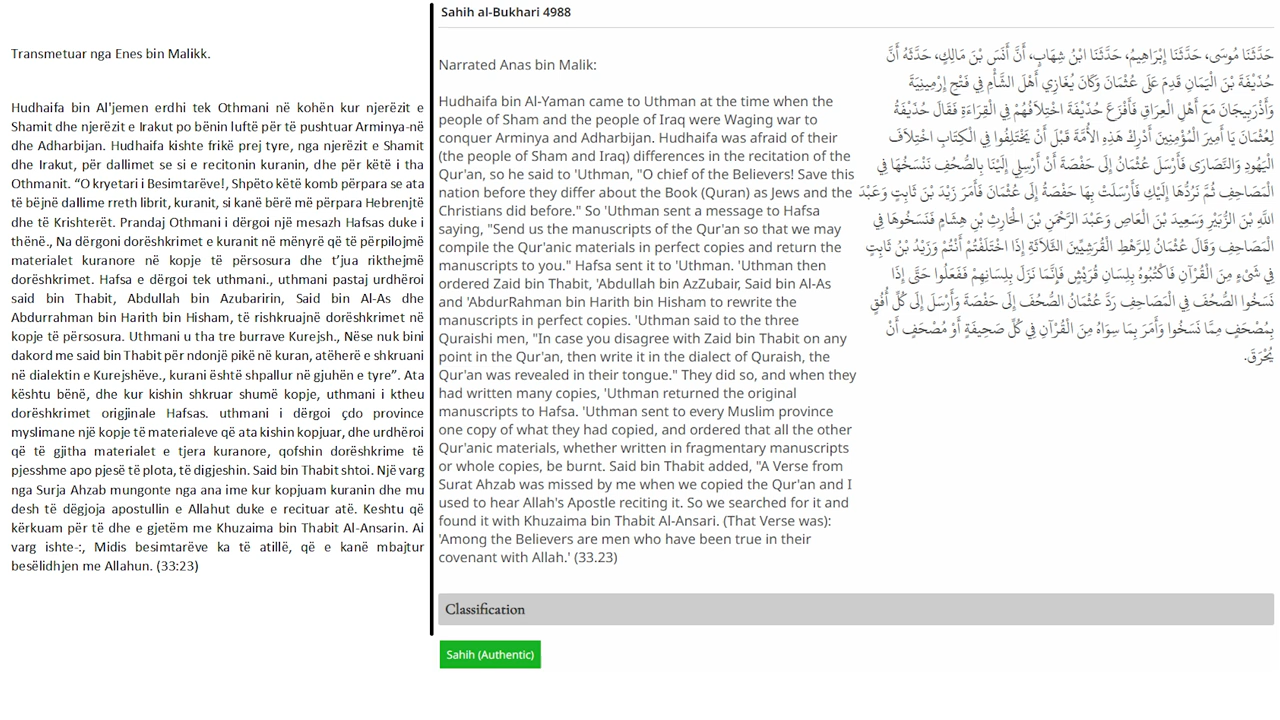 Sahih al-Bukhari 4988
Transmetuar nga Enes bin Malikk.
Hudhaifa bin Al'jemen erdhi tek Othmani në kohën kur njerëzit e
Shamit dhe njerëzit e Irakut po bënin luftë për të pushtuar Arminya-në
dhe Adharbijan. Hudhaifa kishte frikë prej tyre, nga njerëzit e Shamit
dhe Irakut, për dallimet se si e recitonin kuranin, dhe për këtë i tha
Othmanit. “O kryetari i Besimtarëve!, Shpëto këtë komb përpara se ata
të bëjnë dallime rreth librit, kuranit, si kanë bërë më përpara Hebrenjtë
dhe të Krishterët. Prandaj Othmani i dërgoi një mesazh Hafsas duke i
thënë., Na dërgoni dorëshkrimet e kuranit në mënyrë që të përpilojmë
materialet kuranore në kopje të përsosura dhe t’jua rikthejmë
dorëshkrimet. Hafsa e dërgoi tek uthmani., uthmani pastaj urdhëroi
said bin Thabit, Abdullah bin Azubaririn, Said bin Al-As dhe
Abdurrahman bin Harith bin Hisham, të rishkruajnë dorëshkrimet në
kopje të përsosura. Uthmani u tha tre burrave Kurejsh., Nëse nuk bini
dakord me said bin Thabit për ndonjë pikë në kuran, atëherë e shkruani
në dialektin e Kurejshëve., kurani është shpallur në gjuhën e tyre”. Ata
kështu bënë, dhe kur kishin shkruar shumë kopje, uthmani i ktheu
dorëshkrimet origjinale Hafsas. uthmani i dërgoi çdo province
myslimane një kopje të materialeve që ata kishin kopjuar, dhe urdhëroi
që të gjitha materialet e tjera kuranore, qofshin dorëshkrime të
pjesshme apo pjesë të plota, të digjeshin. Said bin Thabit shtoi. Një varg
nga Surja Ahzab mungonte nga ana ime kur kopjuam kuranin dhe mu
desh të dëgjoja apostullin e Allahut duke e recituar atë. Keshtu që
kërkuam për të dhe e gjetëm me Khuzaima bin Thabit Al-Ansarin. Ai
varg ishte-:, Midis besimtarëve ka të atillë, që e kanë mbajtur
besëlidhjen me Allahun. (33:23)
Narrated Anas bin Malik:
Hudhaifa bin Al-Yaman came to Uthman at the time when the
people of Sham and the people of Iraq were Waging war to
conquer Arminya and Adharbijan. Hudhaifa was afraid of their
(the people of Sham and Iraq) differences in the recitation of the
Qur'an, so he said to 'Uthman, "O chief of the Believers! Save this
nation before they differ about the Book (Quran) as Jews and the
Christians did before." So 'Uthman sent a message to Hafsa
saying, "Send us the manuscripts of the Qur'an so that we may
compile the Qur'anic materials in perfect copies and return the
manuscripts to you." Hafsa sent it to 'Uthman. 'Uthman then
ordered Zaid bin Thabit, 'Abdullah bin AzZubair, Said bin Al-As
and 'AbdurRahman bin Harith bin Hisham to rewrite the
manuscripts in perfect copies. 'Uthman said to the three
Quraishi men, "In case you disagree with Zaid bin Thabit on any
point in the Qur'an, then write it in the dialect of Quraish, the
Qur'an was revealed in their tongue." They did so, and when they
had written many copies, 'Uthman returned the original
manuscripts to Hafsa. 'Uthman sent to every Muslim province
one copy of what they had copied, and ordered that all the other
Qur'anic materials, whether written in fragmentary manuscripts
or whole copies, be burnt. Said bin Thabit added, "A Verse from
Surat Ahzab was missed by me when we copied the Qur'an and I
used to hear Allah's Apostle reciting it. So we searched for it and
found it with Khuzaima bin Thabit Al-Ansari. (That Verse was):
'Among the Believers are men who have been true in their
covenant with Allah.' (33.23)
حَدَّثَنَا مُوسَى، حَدَّثَنَا إِبْرَاهِيمُ، حَدَّثَنَا ابْنُ شِهَابٍ، أَنَّ أَنَسَ بْنَ مَالِكٍ، حَدَّثَهُ أَنَّ
حُذَيْفَةَ بْنَ الْيَمَانِ قَدِمَ عَلَى عُثْمَانَ وَكَانَ يُغَازِي أَهْلَ الشَّأْمِ فِي فَتْحِ إِرْمِينِيَةَ
وَأَذْرَبِيجَانَ مَعَ أَهْلِ الْعِرَاقِ فَأَفْزَعَ حُذَيْفَةَ اخْتِلاَفُهُمْ فِي الْقِرَاءَةِ فَقَالَ حُذَيْفَةُ
لِعُثْمَانَ يَا أَمِيرَ الْمُؤْمِنِينَ أَدْرِكْ هَذِهِ الأُمَّةَ قَبْلَ أَنْ يَخْتَلِفُوا فِي الْكِتَابِ اخْتِلاَفَ
الْيَهُودِ وَالنَّصَارَى فَأَرْسَلَ عُثْمَانُ إِلَى حَفْصَةَ أَنْ أَرْسِلِي إِلَيْنَا بِالصُّحُفِ نَنْسَخُهَا فِي
الْمَصَاحِفِ ثُمَّ نَرُدُّهَا إِلَيْكِ فَأَرْسَلَتْ بِهَا حَفْصَةُ إِلَى عُثْمَانَ فَأَمَرَ زَيْدَ بْنَ ثَابِتٍ وَعَبْدَ
اللَّهِ بْنَ الزُّبَيْرِ وَسَعِيدَ بْنَ الْعَاصِ وَعَبْدَ الرَّحْمَنِ بْنَ الْحَارِثِ بْنِ هِشَامٍ فَنَسَخُوهَا فِي
الْمَصَاحِفِ وَقَالَ عُثْمَانُ لِلرَّهْطِ الْقُرَشِيِّينَ الثَّلاَثَةِ إِذَا اخْتَلَفْتُمْ أَنْتُمْ وَزَيْدُ بْنُ ثَابِتٍ
فِي شَىْءٍ مِنَ الْقُرْآنِ فَاكْتُبُوهُ بِلِسَانِ قُرَيْشٍ فَإِنَّمَا نَزَلَ بِلِسَانِهِمْ فَفَعَلُوا حَتَّى إِذَا
نَسَخُوا الصُّحُفَ فِي الْمَصَاحِفِ رَدَّ عُثْمَانُ الصُّحُفَ إِلَى حَفْصَةَ وَأَرْسَلَ إِلَى كُلِّ أُفُقٍ
بِمُصْحَفٍ مِمَّا نَسَخُوا وَأَمَرَ بِمَا سِوَاهُ مِنَ الْقُرْآنِ فِي كُلِّ صَحِيفَةٍ أَوْ مُصْحَفٍ أَنْ
يُحْرَقَ.
Classification
Sahih (Authentic)